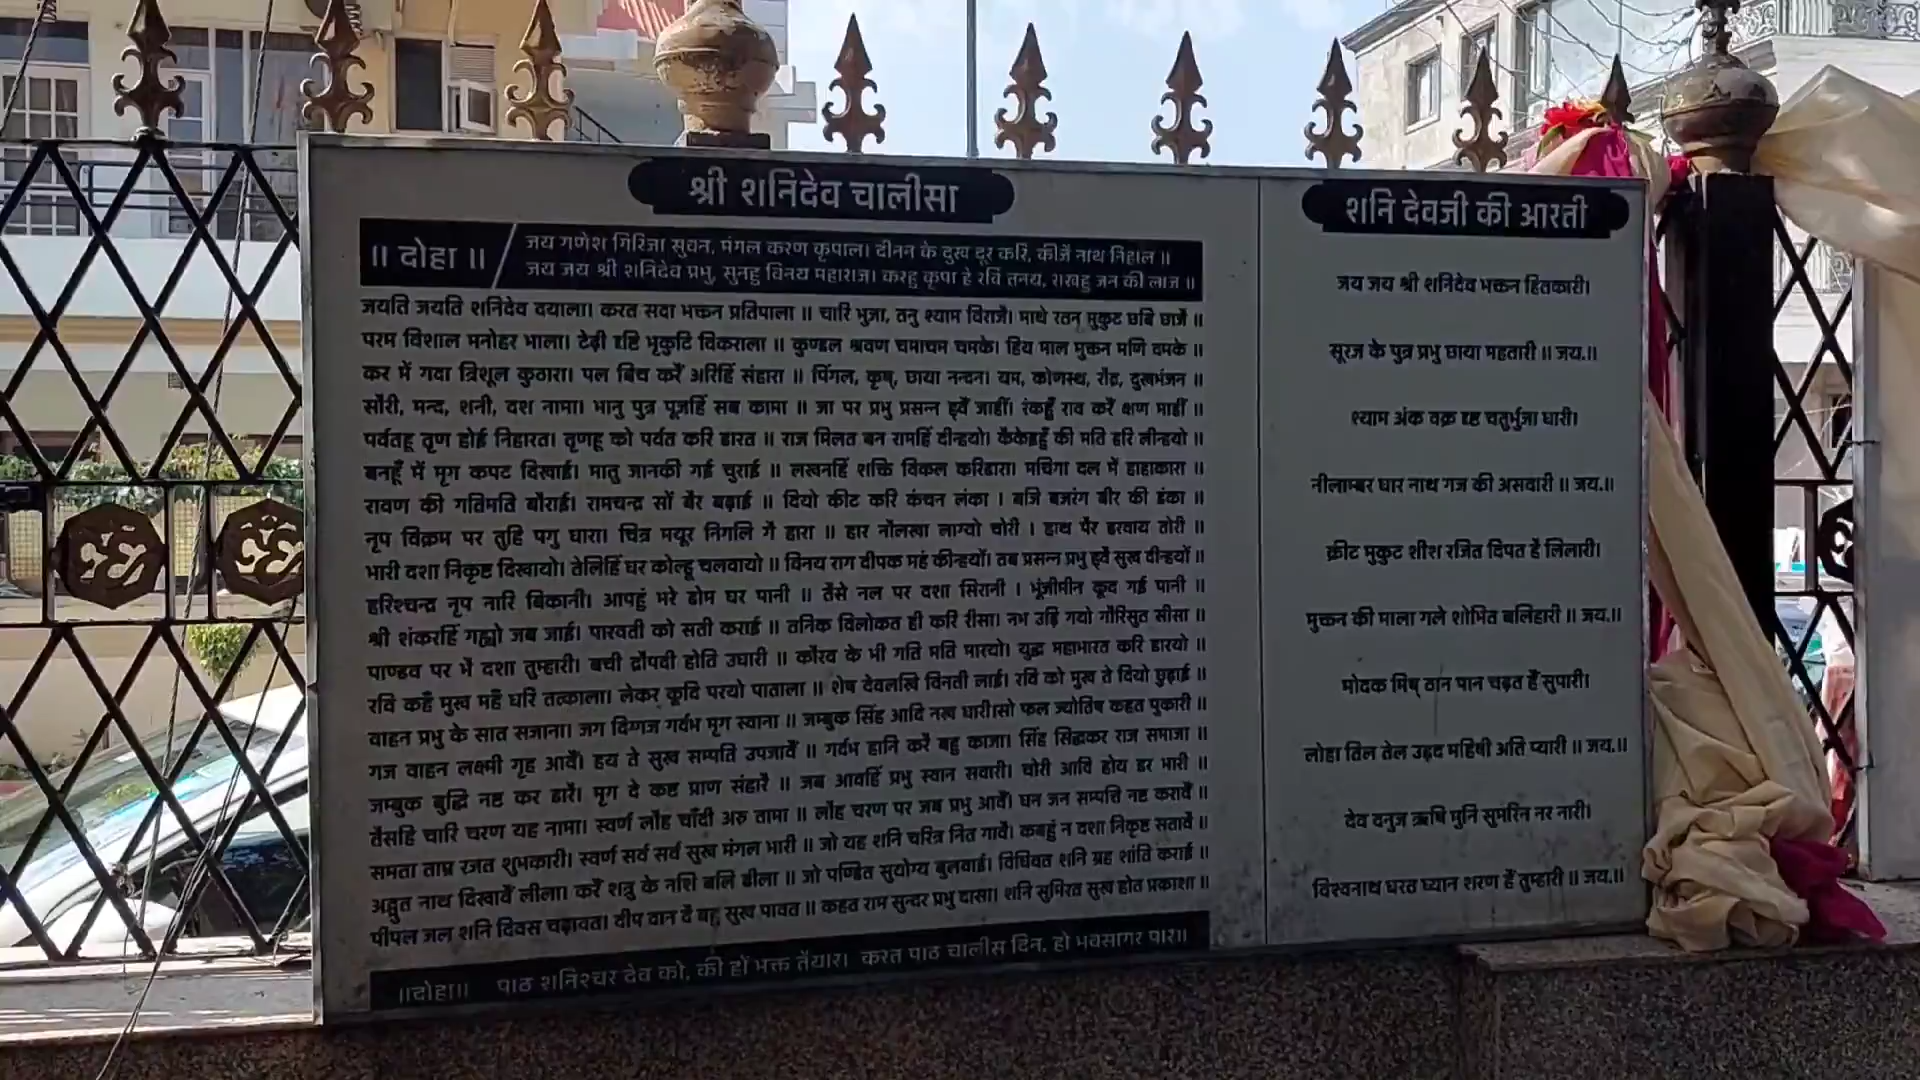 श्री शनिदेव चालीसा
॥ दोहा ॥
जय गणेश गिरिजा सुवन, मंगल करण कृपाल। दीनन के दुख दूर करि, कीजै नाथ निहाल ॥
जय जय श्री शनिदेव प्रभु, सुनहु विनय महाराज। करहु कृपा हे रवि तनय, राखहु जन की लाज ॥
जयति जयति शनिदेव दयाला। करत सदा भक्तन प्रतिपाला ॥ चारि भुजा, तनु श्याम विराजै। माथे रतन मुकुट छबि छाजै ॥
परम विशाल मनोहर भाला। टेढ़ी दृष्टि भृकुटि विकराला ॥ कुण्डल श्रवण चमाचम चमके। हिय माल मुक्तन मणि दमके ॥
कर में गदा त्रिशूल कुठारा। पल बिच करैं अरिहिं संहारा ॥ पिंगल, कृष्, छाया नन्दन। यम, कोणस्थ, रौद्र, दुखभंजन ॥
सौरी, मन्द, शनी, दश नामा। भानु पुत्र पूजहिं सब कामा ॥ जा पर प्रभु प्रसन्न ह्वैं जाहीं। रंकहुँ राव करैं क्षण माहीं ॥
पर्वतहू तृण होई निहारत। तृणहू को पर्वत करि डारत ॥ राज मिलत बन रामहिं दीन्हयो। कैकेइहुँ की मति हरि लीन्हयो ॥
बनहूँ में मृग कपट दिखाई। मातु जानकी गई चुराई ॥ लखनहिं शक्ति विकल करिडारा। मचिगा दल में हाहाकारा ॥
रावण की गतिमति बौराई। रामचन्द्र सों बैर बढ़ाई ॥ दियो कीट करि कंचन लंका । बजि बजरंग बीर की डंका ॥
नृप विक्रम पर तुहि पगु धारा। चित्र मयूर निगलि गै हारा ॥ हार नौलखा लाग्यो चोरी । हाथ पैर डरवाय तोरी ॥
भारी दशा निकृष्ट दिखायो। तेलिहिं घर कोल्हू चलवायो ॥ विनय राग दीपक महं कीन्हयों। तब प्रसन्न प्रभु ह्वै सुख दीन्हयों ॥
हरिश्चन्द्र नृप नारि बिकानी। आपहुं भरे डोम घर पानी ॥ तैसे नल पर दशा सिरानी । भूंजीमीन कूद गई पानी ॥
श्री शंकरहिं गह्यो जब जाई। पारवती को सती कराई ॥ तनिक विलोकत ही करि रीसा। नभ उड़ि गयो गौरिसुत सीसा ॥
पाण्डव पर भै दशा तुम्हारी। बची द्रौपदी होति उघारी ॥ कौरव के भी गति मति मारयो। युद्ध महाभारत करि डारयो ॥
रवि कहँ मुख महँ धरि तत्काला। लेकर कूदि परयो पाताला ॥ शेष देवलखि विनती लाई। रवि को मुख ते दियो छुड़ाई ॥
वाहन प्रभु के सात सजाना। जग दिग्गज गर्दभ मृग स्वाना ॥ जम्बुक सिंह आदि नख धारी।सो फल ज्योतिष कहत पुकारी ॥
गज वाहन लक्ष्मी गृह आवैं। हय ते सुख सम्पति उपजावैं ॥ गर्दभ हानि करै बहु काजा। सिंह सिद्धकर राज समाजा ॥
जम्बुक बुद्धि नष्ट कर डारै। मृग दे कष्ट प्राण संहारै ॥ जब आवहिं प्रभु स्वान सवारी। चोरी आदि होय डर भारी ॥
तैसहि चारि चरण यह नामा। स्वर्ण लौह चाँदी अरु तामा ॥ लौह चरण पर जब प्रभु आवैं। धन जन सम्पत्ति नष्ट करावैं ॥
समता ताम्र रजत शुभकारी। स्वर्ण सर्व सर्व सुख मंगल भारी ॥ जो यह शनि चरित्र नित गावै। कबहुं न दशा निकृष्ट सतावै ॥
अद्भुत नाथ दिखावैं लीला। करैं शत्रु के नशि बलि ढीला ॥ जो पण्डित सुयोग्य बुलवाई। विधिवत शनि ग्रह शांति कराई ॥
पीपल जल शनि दिवस चढ़ावत। दीप दान दै बहु सुख पावत ॥ कहत राम सुन्दर प्रभु दासा। शनि सुमिरत सुख होत प्रकाशा ॥
॥दोहा॥ पाठ शनिश्चर देव को, की हों भक्त तैयार। करत पाठ चालीस दिन, हो भवसागर पार॥
शनि देवजी की आरती
जय जय श्री शनिदेव भक्तन हितकारी।
सूरज के पुत्र प्रभु छाया महतारी ॥ जय.॥
श्याम अंक वक्र दृष्ट चतुर्भुजा धारी।
नीलाम्बर धार नाथ गज की असवारी ॥ जय.॥
क्रीट मुकुट शीश रजित दिपत है लिलारी।
मुक्तन की माला गले शोभित बलिहारी ॥ जय.॥
मोदक मिष् ठान पान चढ़त हैं सुपारी।
लोहा तिल तेल उड़द महिषी अति प्यारी ॥ जय.॥
देव दनुज ऋषि मुनि सुमरिन नर नारी।
विश्वनाथ धरत ध्यान शरण हैं तुम्हारी ॥ जय.॥